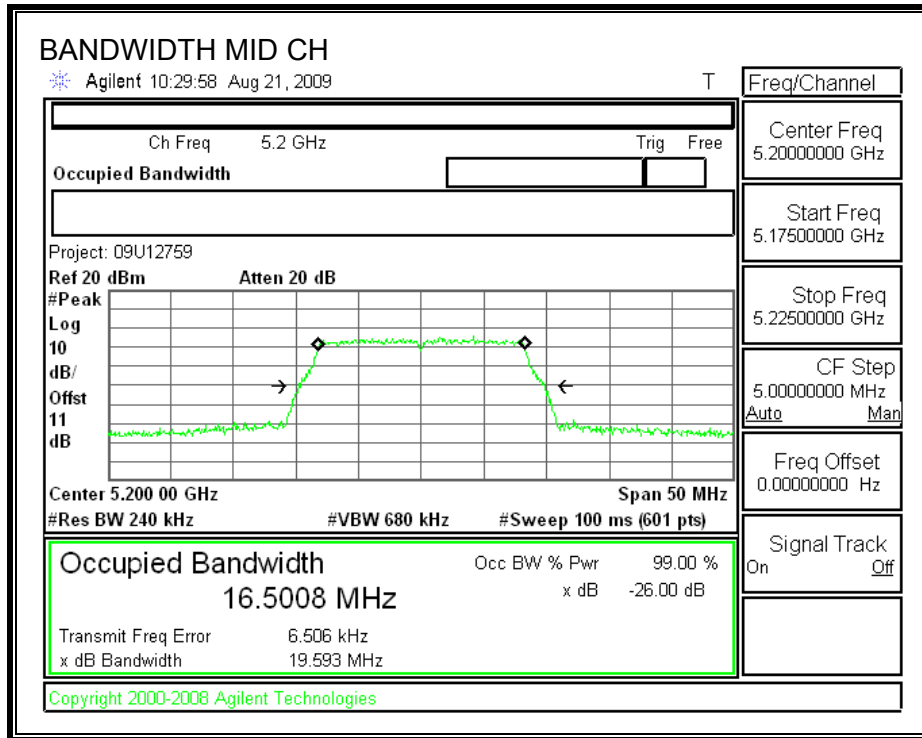 BANDWIDTH MID CH
Agilent 10:29:58 Aug 21, 2009 T
Freq/Channel
Ch Freq 5.2 GHz Trig Free
Occupied Bandwidth
Project: 09U12759
Ref 20 dBm Atten 20 dB
#Peak
Log
10
dB/
Offst
11
dB
Center 5.200 00 GHz Span 50 MHz
#Res BW 240 kHz #VBW 680 kHz #Sweep 100 ms (601 pts)
Occupied Bandwidth Occ BW % Pwr 99.00 %
16.5008 MHz x dB -26.00 dB
Transmit Freq Error 6.506 kHz
x dB Bandwidth 19.593 MHz
Copyright 2000-2008 Agilent Technologies
Center Freq
5.20000000 GHz
Start Freq
5.17500000 GHz
Stop Freq
5.22500000 GHz
CF Step
5.00000000 MHz
Auto Man
Freq Offset
0.00000000 Hz
Signal Track
On Off